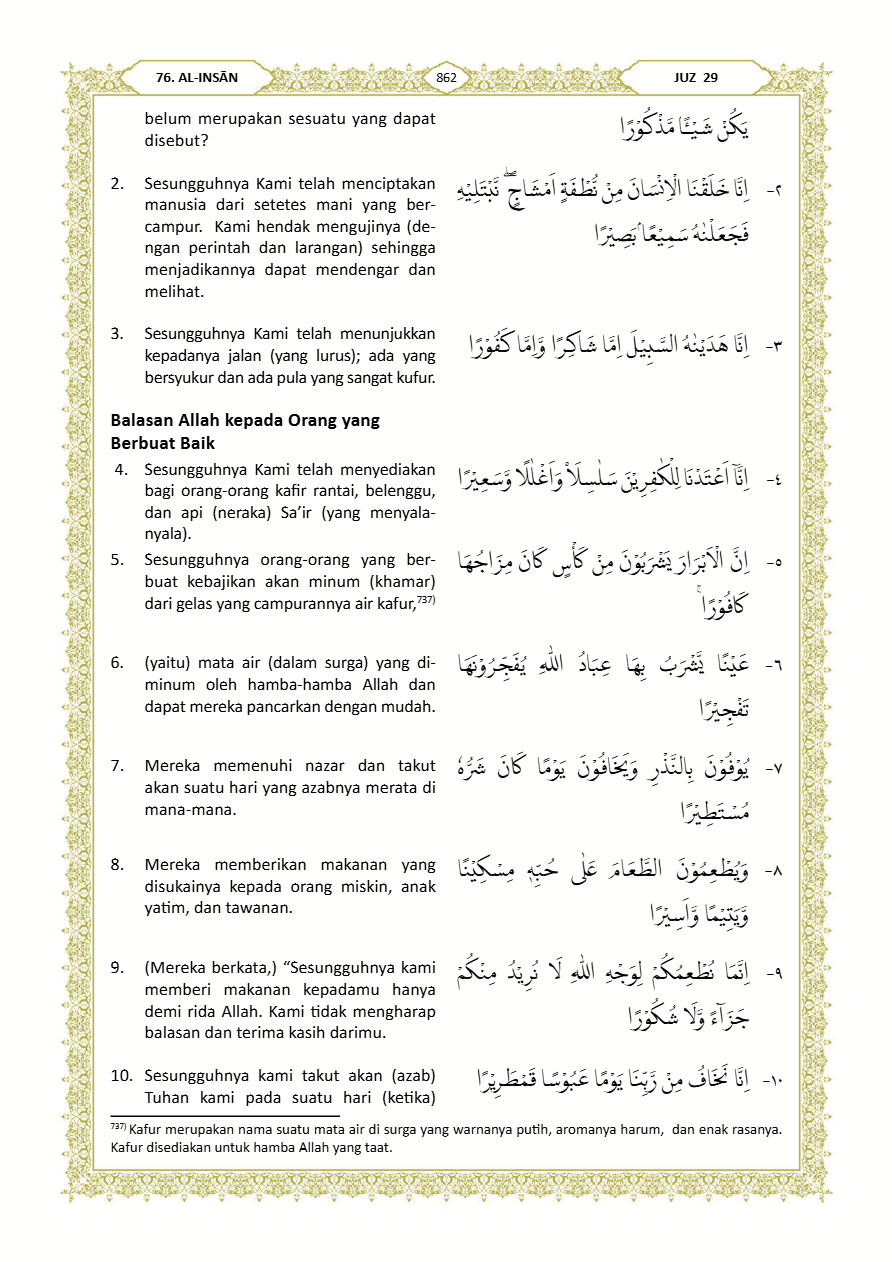 76. AL-INSĀN
862
JUZ 29
belum merupakan sesuatu yang dapat
disebut?
يَكُنْ شَيْـًٔا مَّذْكُوْرًا
2. Sesungguhnya Kami telah menciptakan
manusia dari setetes mani yang ber-
campur. Kami hendak mengujinya (de-
ngan perintah dan larangan) sehingga
menjadikannya dapat mendengar dan
melihat.
٢- اِنَّا خَلَقْنَا الْاِنْسَانَ مِنْ نُّطْفَةٍ اَمْشَاجٍۖ نَّبْتَلِيْهِ
فَجَعَلْنٰهُ سَمِيْعًاۢ بَصِيْرًا
3. Sesungguhnya Kami telah menunjukkan
kepadanya jalan (yang lurus); ada yang
bersyukur dan ada pula yang sangat kufur.
٣- اِنَّا هَدَيْنٰهُ السَّبِيْلَ اِمَّا شَاكِرًا وَّاِمَّا كَفُوْرًا
Balasan Allah kepada Orang yang
Berbuat Baik
4. Sesungguhnya Kami telah menyediakan
bagi orang-orang kafir rantai, belenggu,
dan api (neraka) Sa’ir (yang menyala-
nyala).
٤- اِنَّآ اَعْتَدْنَا لِلْكٰفِرِيْنَ سَلٰسِلَا۟ وَاَغْلٰلًا وَّسَعِيْرًا
5. Sesungguhnya orang-orang yang ber-
buat kebajikan akan minum (khamar)
dari gelas yang campurannya air kafur,737)
٥- اِنَّ الْاَبْرَارَ يَشْرَبُوْنَ مِنْ كَأْسٍ كَانَ مِزَاجُهَا
كَافُوْرًاۚ
6. (yaitu) mata air (dalam surga) yang di-
minum oleh hamba-hamba Allah dan
dapat mereka pancarkan dengan mudah.
٦- عَيْنًا يَّشْرَبُ بِهَا عِبَادُ اللّٰهِ يُفَجِّرُوْنَهَا
تَفْجِيْرًا
7. Mereka memenuhi nazar dan takut
akan suatu hari yang azabnya merata di
mana-mana.
٧- يُوْفُوْنَ بِالنَّذْرِ وَيَخَافُوْنَ يَوْمًا كَانَ شَرُّهٗ
مُسْتَطِيْرًا
8. Mereka memberikan makanan yang
disukainya kepada orang miskin, anak
yatim, dan tawanan.
٨- وَيُطْعِمُوْنَ الطَّعَامَ عَلٰى حُبِّهٖ مِسْكِيْنًا
وَّيَتِيْمًا وَّاَسِيْرًا
9. (Mereka berkata,) “Sesungguhnya kami
memberi makanan kepadamu hanya
demi rida Allah. Kami tidak mengharap
balasan dan terima kasih darimu.
٩- اِنَّمَا نُطْعِمُكُمْ لِوَجْهِ اللّٰهِ لَا نُرِيْدُ مِنْكُمْ
جَزَاۤءً وَّلَا شُكُوْرًا
10. Sesungguhnya kami takut akan (azab)
Tuhan kami pada suatu hari (ketika)
١٠- اِنَّا نَخَافُ مِنْ رَّبِّنَا يَوْمًا عَبُوْسًا قَمْطَرِيْرًا
737) Kafur merupakan nama suatu mata air di surga yang warnanya putih, aromanya harum, dan enak rasanya.
Kafur disediakan untuk hamba Allah yang taat.